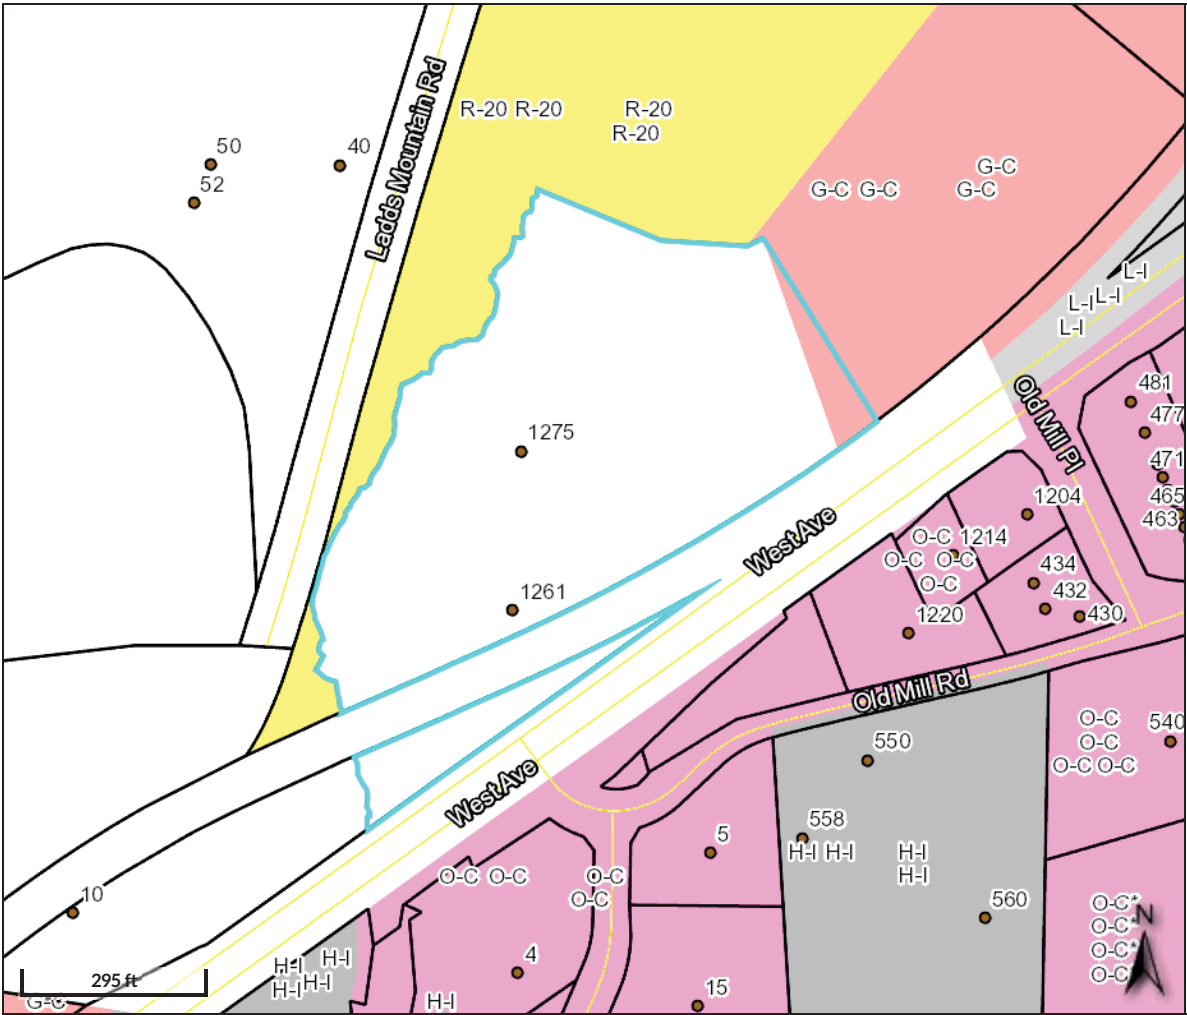 Ladds Mountain Rd
R-20 R-20
R-20
R-20
50
40
52
G-C
G-C G-C
G-C
L-I
L-I
L-I
L-I
Old Mill Pl
481
477
471
465
463
1275
1204
West Ave
O-C
1214
O-C
O-C
O-C
434
432
430
1261
1220
Old Mill Rd
O-C
O-C
O-C
O-C
540
550
West Ave
558
5
H-I
H-I
H-I
H-I
O-C
O-C
O-C
O-C
10
560
O-C*
N
O-C*
O-C*
O-C
4
H-I
H-I
H-I
H-I
295 ft
15
G-C
H-I